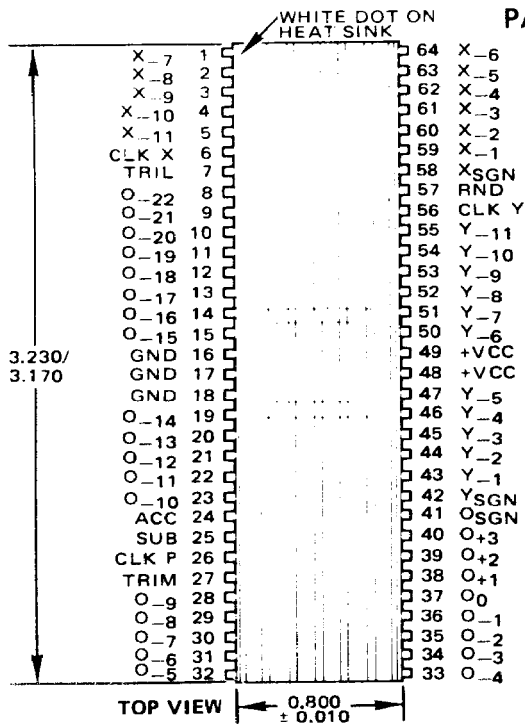 WHITE DOT ON
HEAT SINK
PA
X–7 1
X–8 2
X–9 3
X–10 4
X–11 5
CLK X 6
TRIL 7
O–22 8
O–21 9
O–20 10
O–19 11
O–18 12
O–17 13
O–16 14
O–15 15
GND 16
GND 17
GND 18
O–14 19
O–13 20
O–12 21
O–11 22
O–10 23
ACC 24
SUB 25
CLK P 26
TRIM 27
O–9 28
O–8 29
O–7 30
O–6 31
O–5 32
64 X–6
63 X–5
62 X–4
61 X–3
60 X–2
59 X–1
58 XSGN
57 RND
56 CLK Y
55 Y–11
54 Y–10
53 Y–9
52 Y–8
51 Y–7
50 Y–6
49 +VCC
48 +VCC
47 Y–5
46 Y–4
45 Y–3
44 Y–2
43 Y–1
42 YSGN
41 OSGN
40 O+3
39 O+2
38 O+1
37 O0
36 O–1
35 O–2
34 O–3
33 O–4
3.230/
3.170
TOP VIEW
0.800
± 0.010